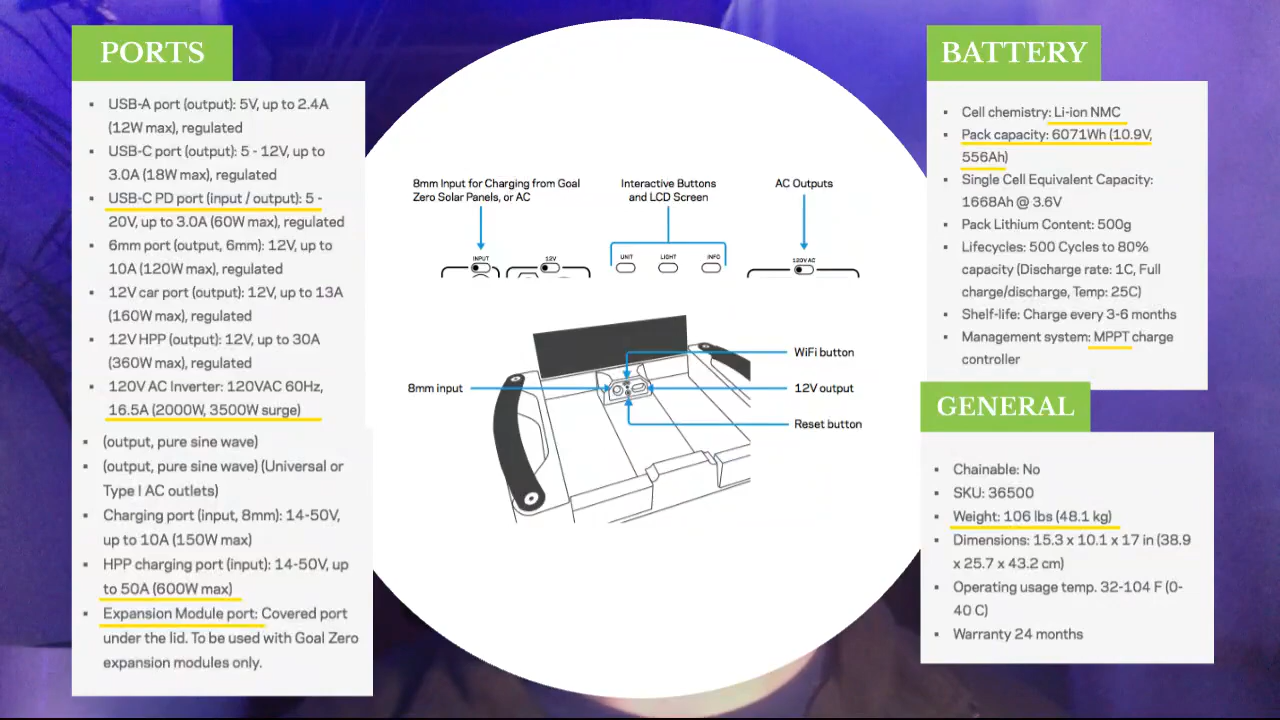 PORTS
USB-A port (output): 5V, up to 2.4A
(12W max), regulated
USB-C port (output): 5 - 12V, up to
3.0A (18W max), regulated
USB-C PD port (input / output): 5 -
20V, up to 3.0A (60W max), regulated
6mm port (output, 6mm): 12V, up to
10A (120W max), regulated
12V car port (output): 12V, up to 13A
(160W max), regulated
12V HPP (output): 12V, up to 30A
(360W max), regulated
120V AC Inverter: 120VAC 60Hz,
16.5A (2000W, 3500W surge)
(output, pure sine wave)
(output, pure sine wave) (Universal or
Type I AC outlets)
Charging port (input, 8mm): 14-50V,
up to 10A (150W max)
HPP charging port (input): 14-50V, up
to 50A (600W max)
Expansion Module port: Covered port
under the lid. To be used with Goal Zero
expansion modules only.
8mm Input for Charging from Goal
Zero Solar Panels, or AC
Interactive Buttons
and LCD Screen
AC Outputs
INPUT
12V
UNIT
LIGHT
INFO
120V AC
WiFi button
8mm input
12V output
Reset button
BATTERY
Cell chemistry: Li-ion NMC
Pack capacity: 6071Wh (10.9V,
556Ah)
Single Cell Equivalent Capacity:
1668Ah @ 3.6V
Pack Lithium Content: 500g
Lifecycles: 500 Cycles to 80%
capacity (Discharge rate: 1C, Full
charge/discharge, Temp: 25C)
Shelf-life: Charge every 3-6 months
Management system: MPPT charge
controller
GENERAL
Chainable: No
SKU: 36500
Weight: 106 lbs (48.1 kg)
Dimensions: 15.3 x 10.1 x 17 in (38.9
x 25.7 x 43.2 cm)
Operating usage temp. 32-104 F (0-
40 C)
Warranty 24 months